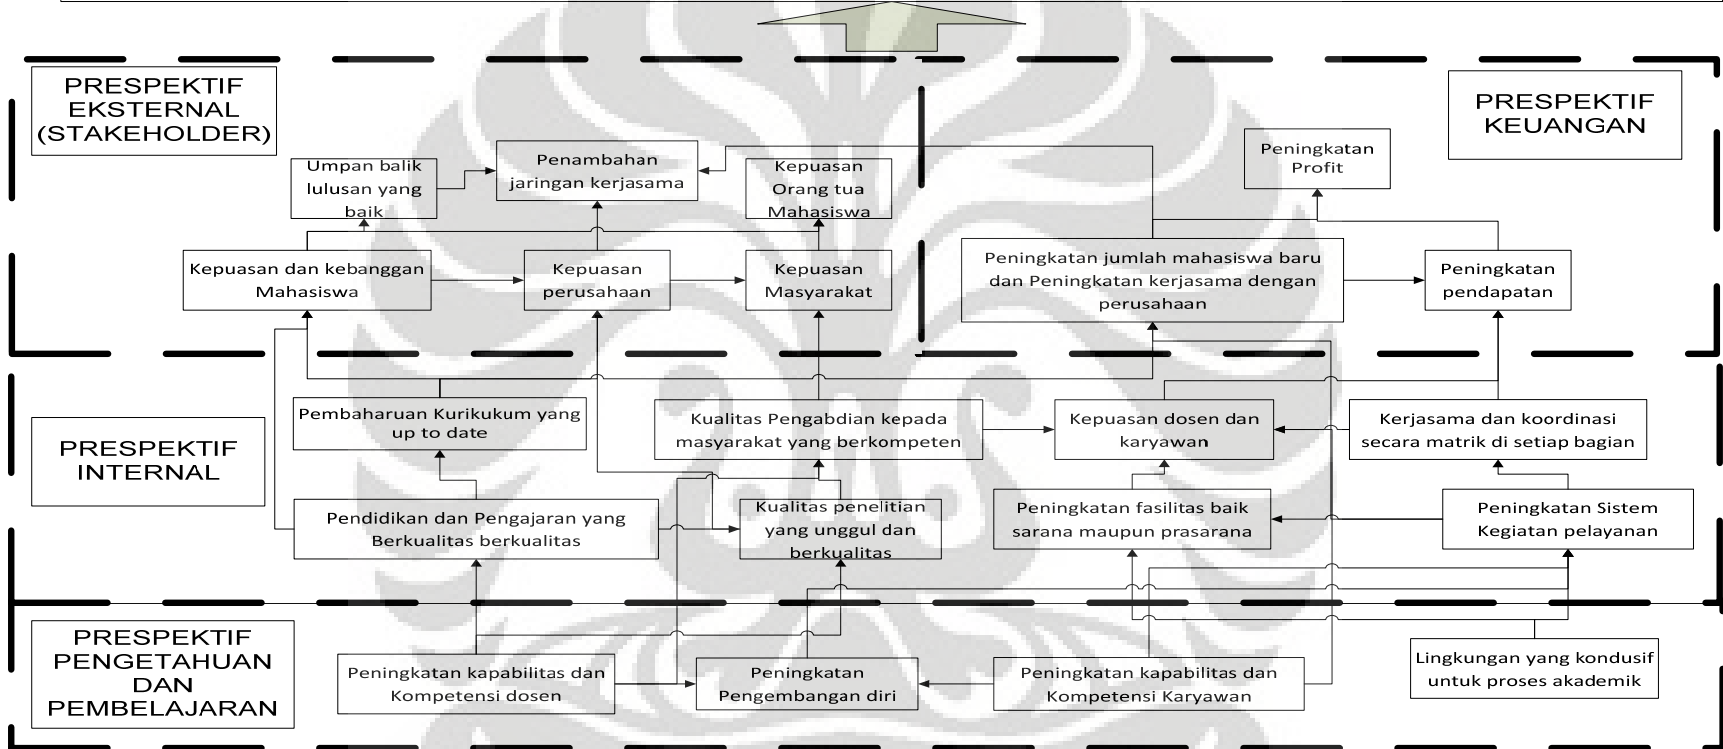 PRESPEKTIF
EKSTERNAL
(STAKEHOLDER)
PRESPEKTIF
KEUANGAN
Umpan balik
lulusan yang
baik
Penambahan
jaringan kerjasama
Kepuasan
Orang tua
Mahasiswa
Peningkatan
Profit
Kepuasan dan kebanggan
Mahasiswa
Kepuasan
perusahaan
Kepuasan
Masyarakat
Peningkatan jumlah mahasiswa baru
dan Peningkatan kerjasama dengan
perusahaan
Peningkatan
pendapatan
PRESPEKTIF
INTERNAL
Pembaharuan Kurikukum yang
up to date
Kualitas Pengabdian kepada
masyarakat yang berkompeten
Kepuasan dosen dan
karyawan
Kerjasama dan koordinasi
secara matrik di setiap bagian
Pendidikan dan Pengajaran yang
Berkualitas berkualitas
Kualitas penelitian
yang unggul dan
berkualitas
Peningkatan fasilitas baik
sarana maupun prasarana
Peningkatan Sistem
Kegiatan pelayanan
PRESPEKTIF
PENGETAHUAN
DAN
PEMBELAJARAN
Peningkatan kapabilitas dan
Kompetensi dosen
Peningkatan
Pengembangan diri
Peningkatan kapabilitas dan
Kompetensi Karyawan
Lingkungan yang kondusif
untuk proses akademik